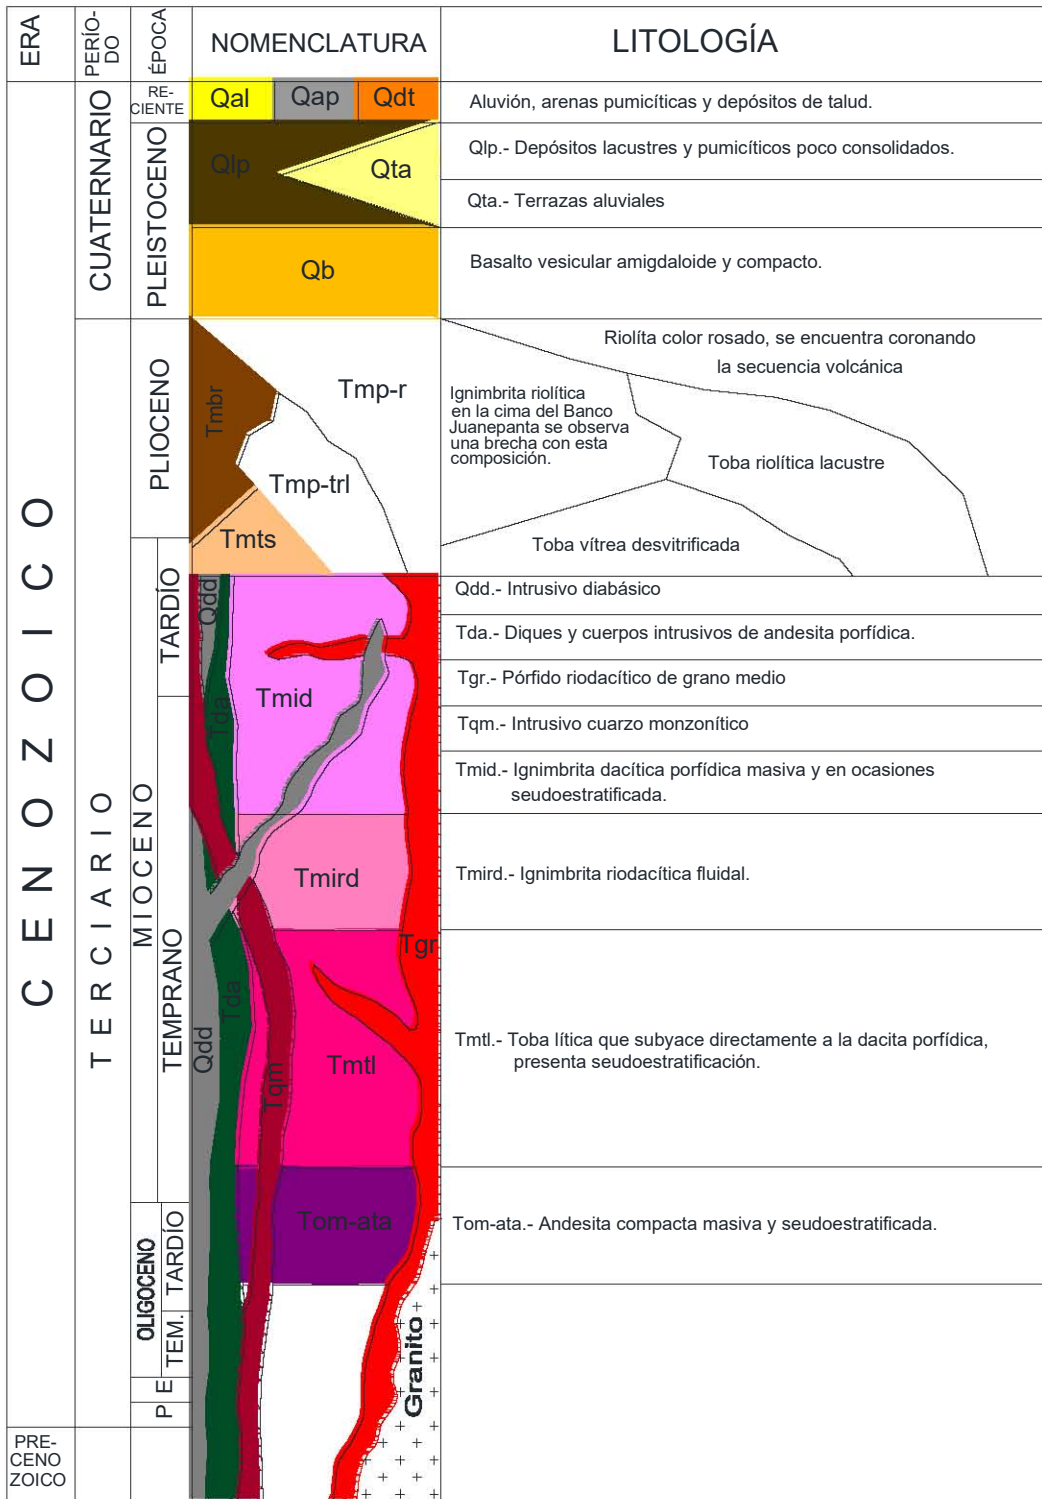 ERA
PERÍO-
DO
ÉPOCA
NOMENCLATURA
LITOLOGÍA
CENOZOICO
CUATERNARIO
RE-
CIENTE
Qal
Qap
Qdt
Aluvión, arenas pumicíticas y depósitos de talud.
PLEISTOCENO
Qlp
Qta
Qlp.- Depósitos lacustres y pumicíticos poco consolidados.
Qta.- Terrazas aluviales
Qb
Basalto vesicular amigdaloide y compacto.
TERCIARIO
PLIOCENO
Tmbr
Tmp-r
Tmp-trl
Tmts
Riolíta color rosado, se encuentra coronando
la secuencia volcánica
Ignimbrita riolítica
en la cima del Banco
Juanepanta se observa
una brecha con esta
composición.
Toba riolítica lacustre
Toba vítrea desvitrificada
MIOCENO
TARDÍO
Qdd
Tda
Tmid
Qdd.- Intrusivo diabásico
Tda.- Diques y cuerpos intrusivos de andesita porfídica.
Tgr.- Pórfido riodacítico de grano medio
Tqm.- Intrusivo cuarzo monzonítico
Tmid.- Ignimbrita dacítica porfídica masiva y en ocasiones
seudoestratificada.
TEMPRANO
Tmird
Tmird.- Ignimbrita riodacítica fluidal.
Tgr
Qdd
Tda
Tqm
Tmtl
Tmtl.- Toba lítica que subyace directamente a la dacita porfídica,
presenta seudoestratificación.
OLIGOCENO
TARDÍO
Tom-ata
Tom-ata.- Andesita compacta masiva y seudoestratificada.
TEM.
Granito
E
P
PRE-
CENO
ZOICO